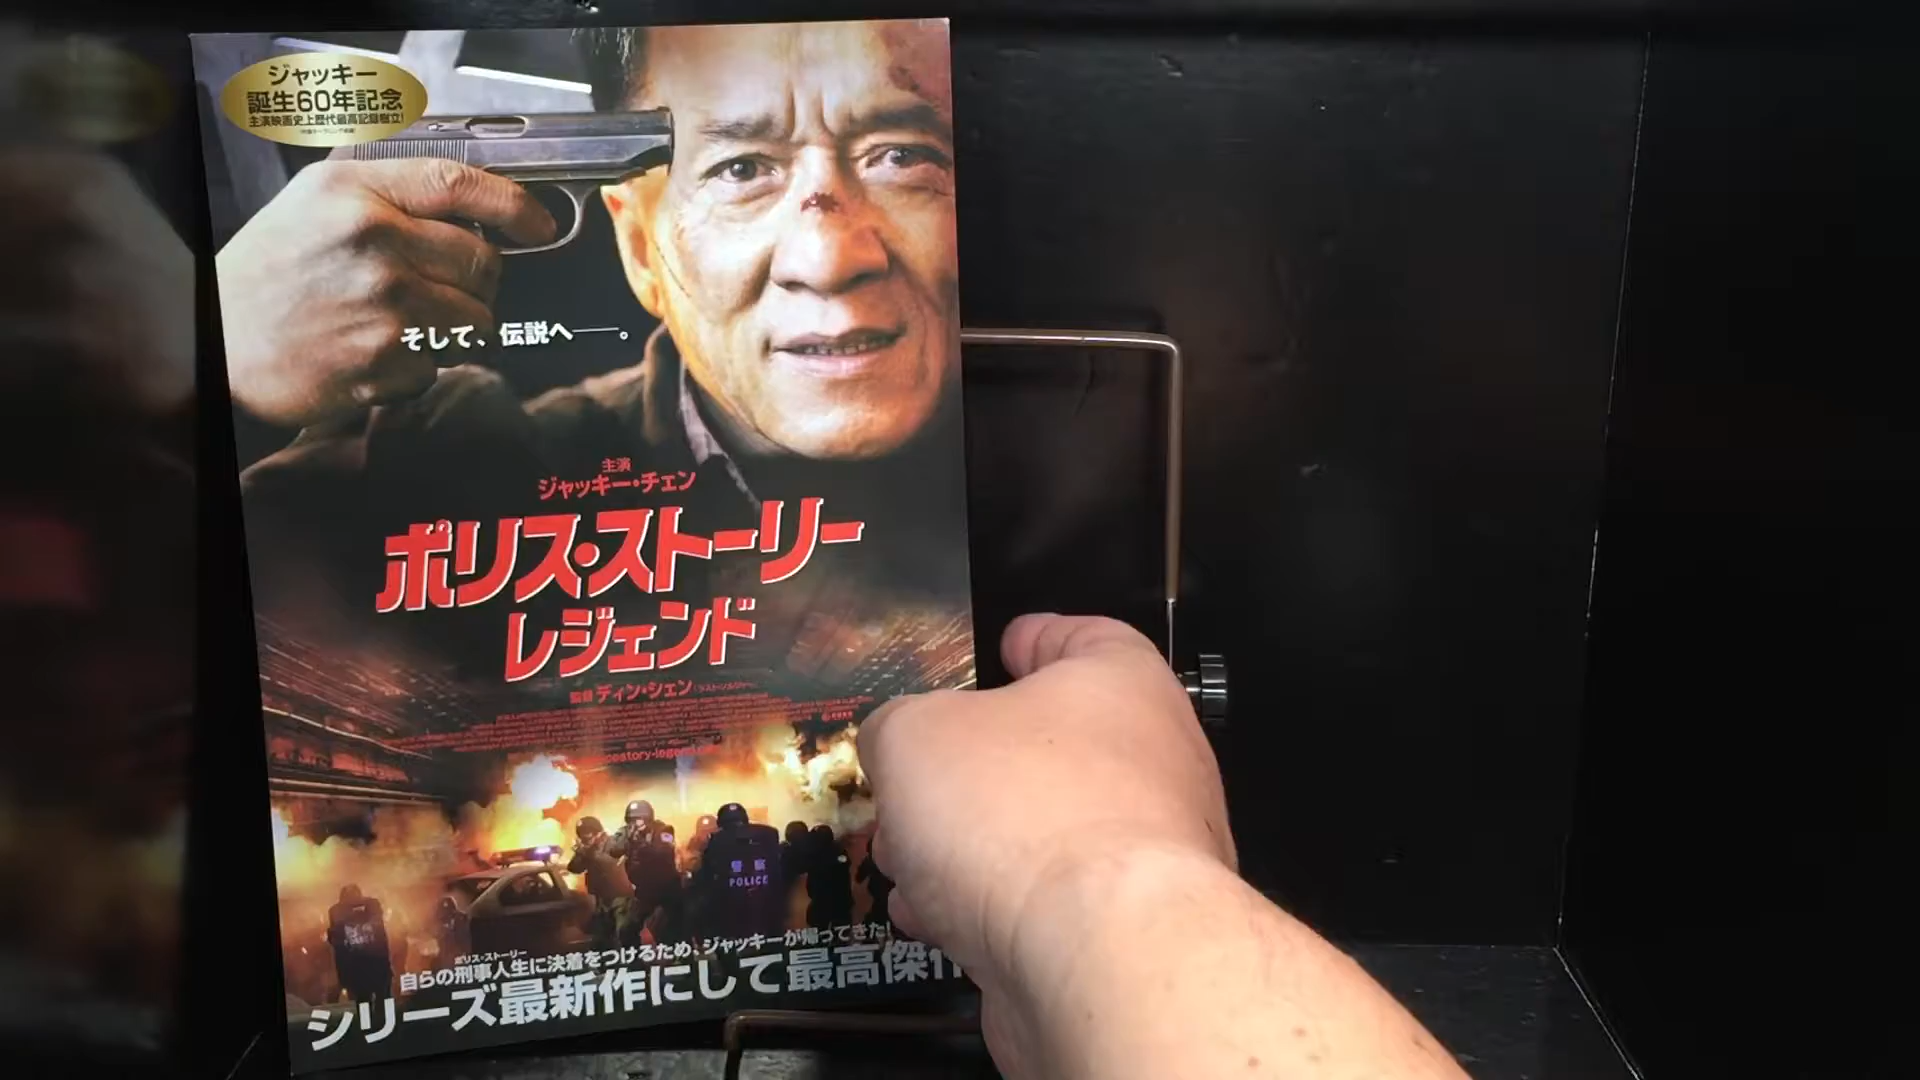 ジャッキー
誕生60年記念
主演映画史上歴代最高記録樹立!
そして、伝説へ──。
主演
ジャッキー・チェン
ポリス・ストーリー
レジェンド
監督 ディン・シェン
警察
POLICE
ポリス・ストーリー
自らの刑事人生に決着をつけるため、ジャッキーが帰ってきた!
シリーズ最新作にして最高傑作